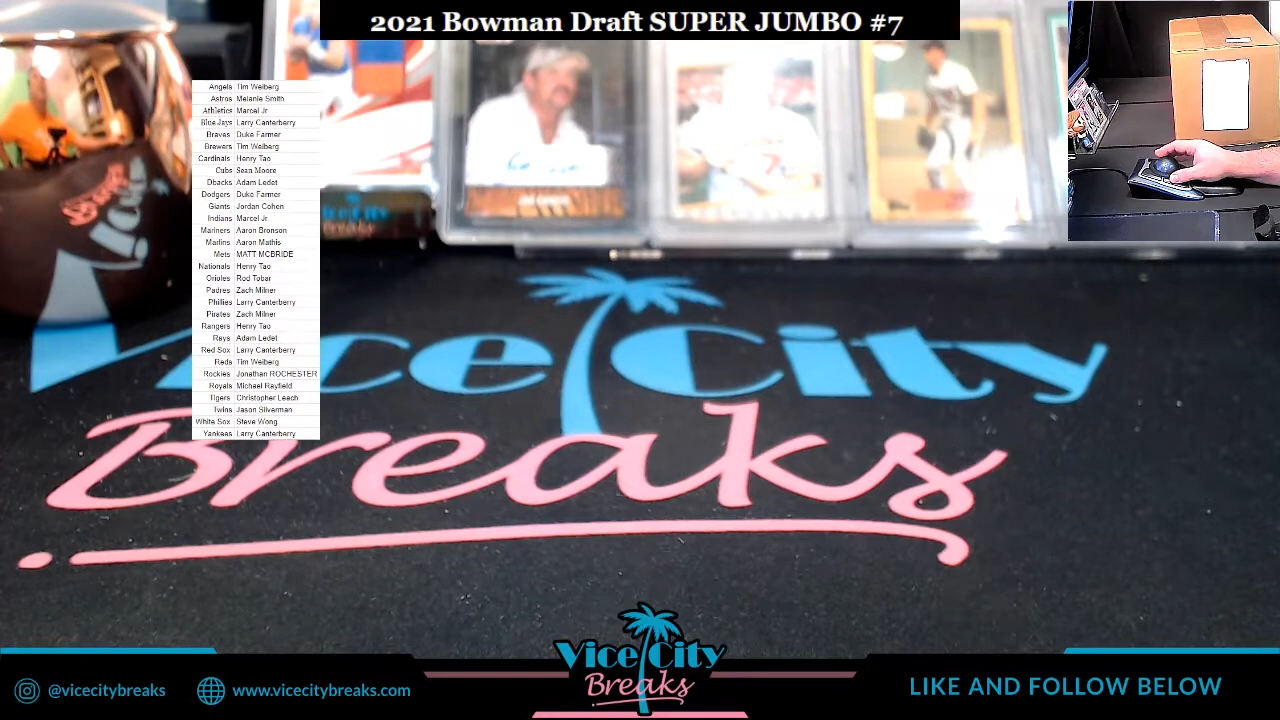 2021 Bowman Draft SUPER JUMBO #7
Angels Tim Weiberg
Astros Melanie Smith
Athletics Marcel Jr
Blue Jays Larry Canterberry
Braves Duke Farmer
Brewers Tim Weiberg
Cardinals Henry Tao
Cubs Sean Moore
Dbacks Adam Ledet
Dodgers Duke Farmer
Giants Jordan Cohen
Indians Marcel Jr.
Mariners Aaron Bronson
Marlins Aaron Mathis
Mets MATT MCBRIDE
Nationals Henry Tao
Orioles Rod Tobar
Padres Zach Milner
Phillies Larry Canterberry
Pirates Zach Milner
Rangers Henry Tao
Rays Adam Ledet
Red Sox Larry Canterberry
Reds Tim Weiberg
Rockies Jonathan ROCHESTER
Royals Michael Rayfield
Tigers Christopher Leach
Twins Jason Silverman
White Sox Steve Wong
Yankees Larry Canterberry
Vice City
Breaks
Vice City
Breaks
@vicecitybreaks
www.vicecitybreaks.com
LIKE AND FOLLOW BELOW